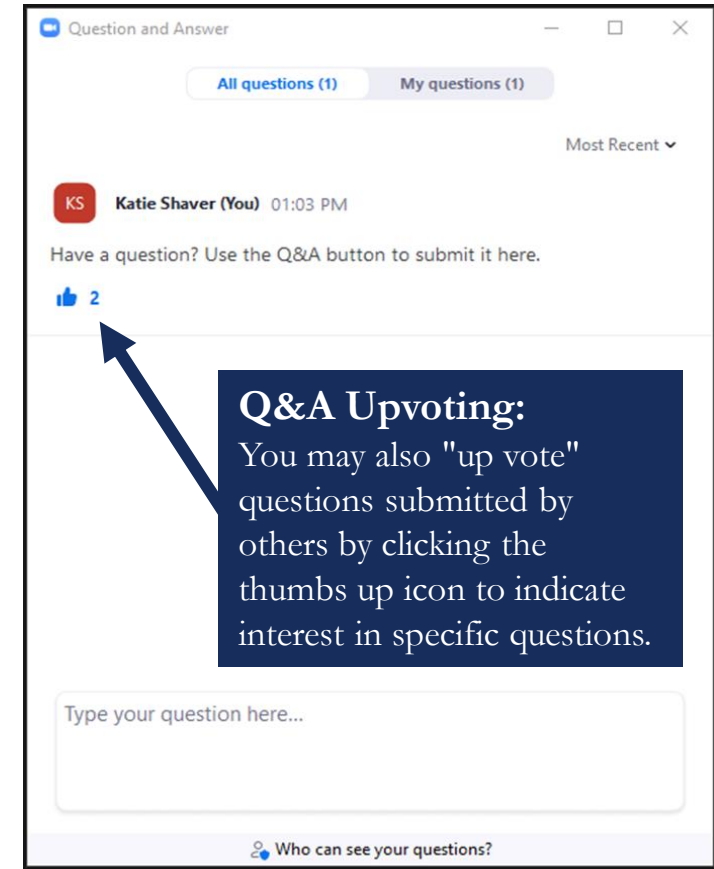 Question and Answer
All questions (1) My questions (1)
Most Recent
KS Katie Shaver (You) 01:03 PM
Have a question? Use the Q&A button to submit it here.
2
Q&A Upvoting:
You may also "up vote"
questions submitted by
others by clicking the
thumbs up icon to indicate
interest in specific questions.
Type your question here...
Who can see your questions?